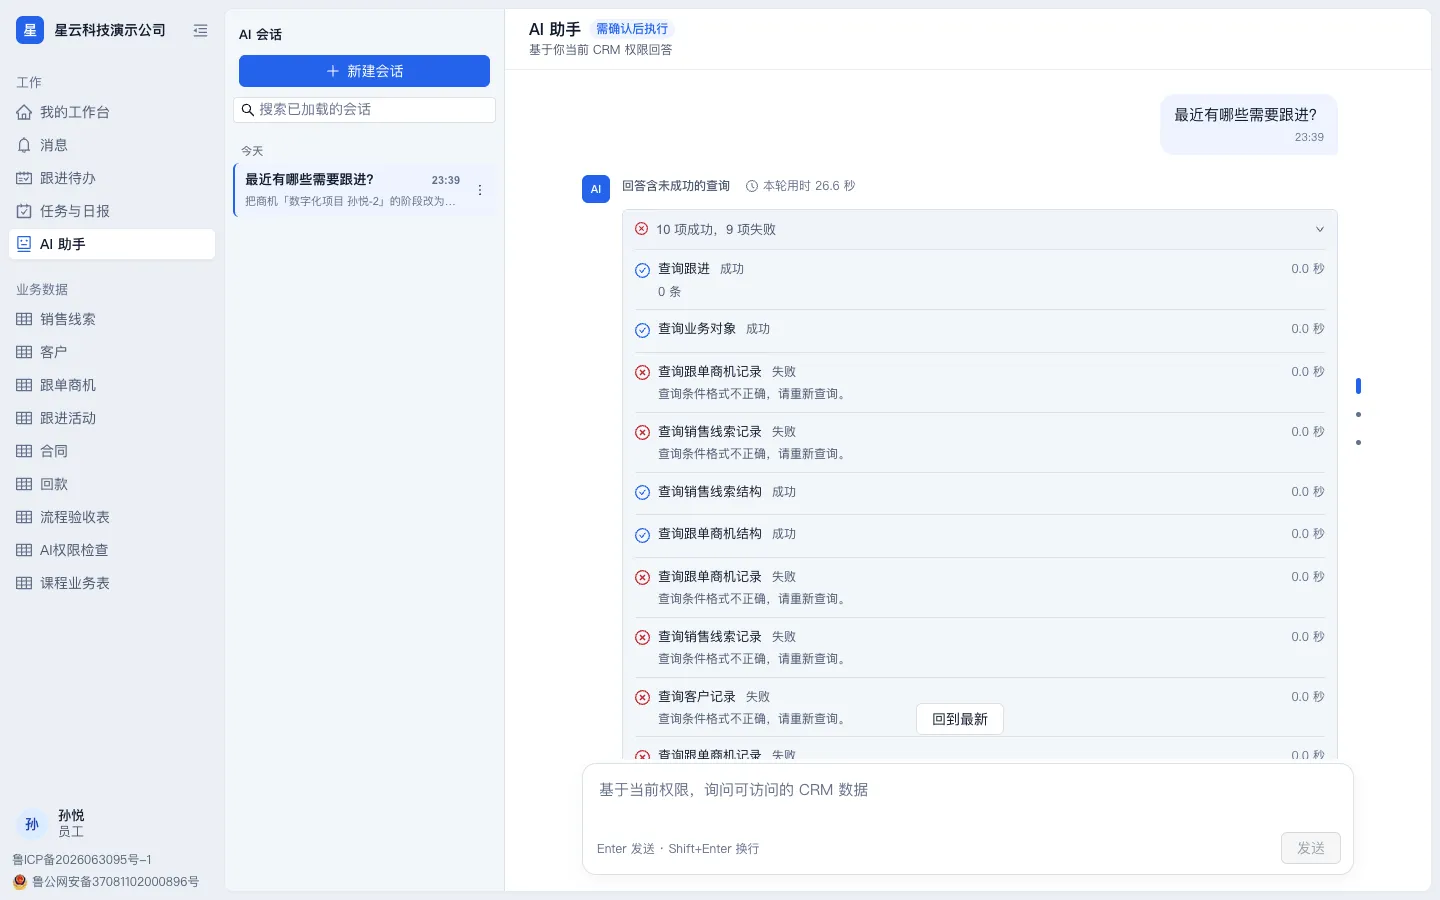 星 星云科技演示公司
工作
我的工作台
消息
跟进待办
任务与日报
AI 助手
业务数据
销售线索
客户
跟单商机
跟进活动
合同
回款
流程验收表
AI权限检查
课程业务表
孙 孙悦
员工
鲁ICP备2026063095号-1
鲁公网安备37081102000896号
AI 会话
新建会话
搜索已加载的会话
今天
最近有哪些需要跟进? 23:39
把商机「数字化项目 孙悦-2」的阶段改为...
AI 助手 需确认后执行
基于你当前 CRM 权限回答
最近有哪些需要跟进?
23:39
AI 回答含未成功的查询 本轮用时 26.6 秒
10 项成功，9 项失败
查询跟进 成功 0.0 秒
0 条
查询业务对象 成功 0.0 秒
查询跟单商机记录 失败 0.0 秒
查询条件格式不正确，请重新查询。
查询销售线索记录 失败 0.0 秒
查询条件格式不正确，请重新查询。
查询销售线索结构 成功 0.0 秒
查询跟单商机结构 成功 0.0 秒
查询跟单商机记录 失败 0.0 秒
查询条件格式不正确，请重新查询。
查询销售线索记录 失败 0.0 秒
查询条件格式不正确，请重新查询。
查询客户记录 失败 0.0 秒
查询条件格式不正确，请重新查询。
回到最新
查询跟单商机记录 失败 0.0 秒
基于当前权限，询问可访问的 CRM 数据
Enter 发送 · Shift+Enter 换行
发送